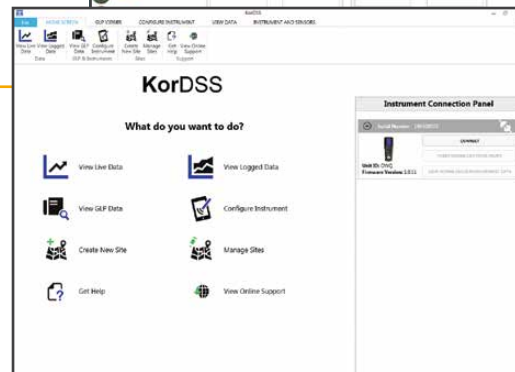 KorDSS
File
HOME SCREEN
GLP VIEWER
CONFIGURE INSTRUMENT
VIEW DATA
INSTRUMENT AND SENSORS
View Live Data
View Logged Data
View GLP Data
Configure Instrument
Create New Site
Manage Sites
Get Help
View Online Support
Data
GLP & Instruments
Sites
Support
KorDSS
What do you want to do?
View Live Data
View Logged Data
View GLP Data
Configure Instrument
Create New Site
Manage Sites
Get Help
View Online Support
Instrument Connection Panel
Serial Number
CONNECT
Unit ID:
Firmware Version: